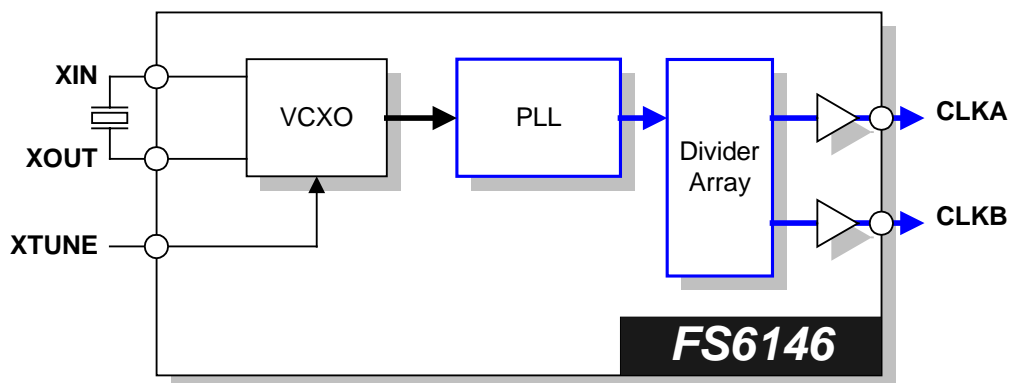 XIN
XOUT
XTUNE
VCXO
PLL
Divider
Array
CLKA
CLKB
FS6146